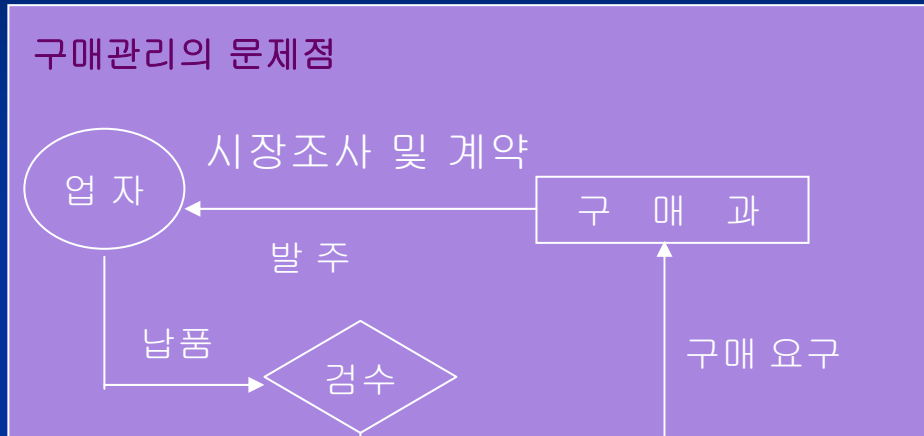 구매관리의 문제점
시장조사 및 계약
업 자
구 매 과
발 주
납품
구매 요구
검수